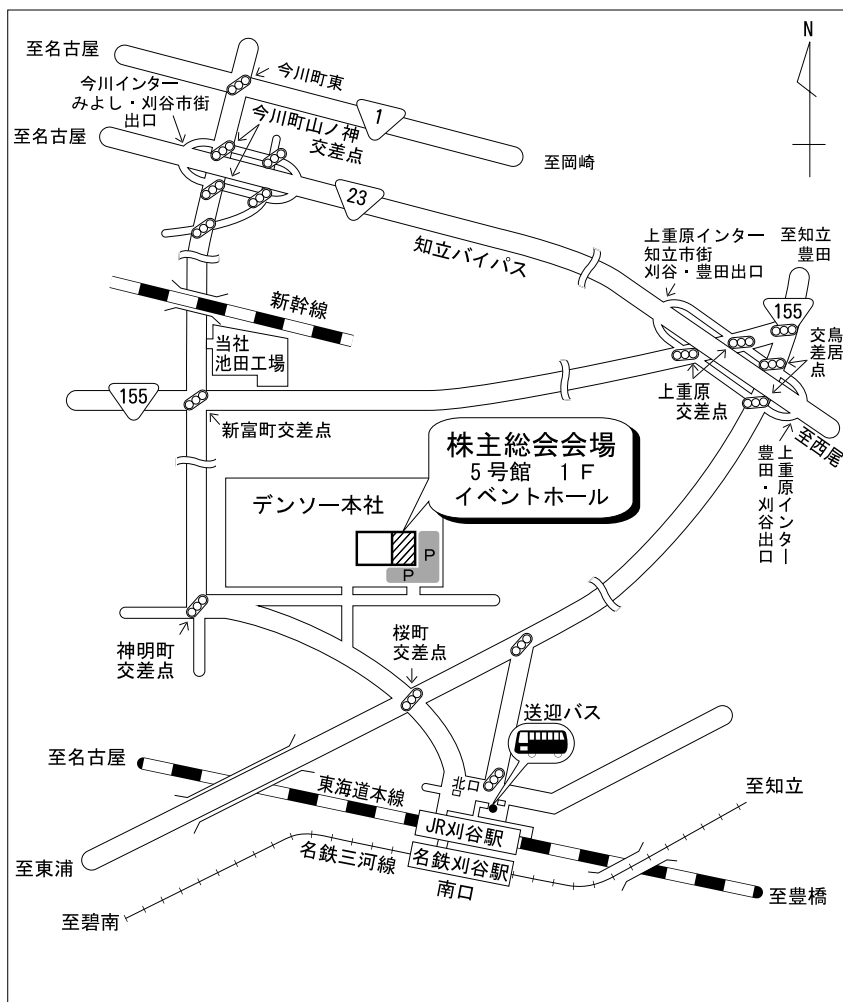 N
至名古屋
今川町東
今川インター
みよし・刈谷市街
出口
1
今川町山ノ神
交差点
至名古屋
至岡崎
23
知立バイパス
上重原インター
知立市街
刈谷・豊田出口
至知立
豊田
155
鳥居
交差点
新幹線
当社
池田工場
155
新富町交差点
上重原
交差点
至西尾
上重原インター
豊田・刈谷出口
株主総会会場
5号館 1F
イベントホール
デンソー本社
P
P
神明町
交差点
桜町
交差点
送迎バス
至名古屋
東海道本線
北口
至知立
JR刈谷駅
名鉄三河線
名鉄刈谷駅
南口
至東浦
至碧南
至豊橋